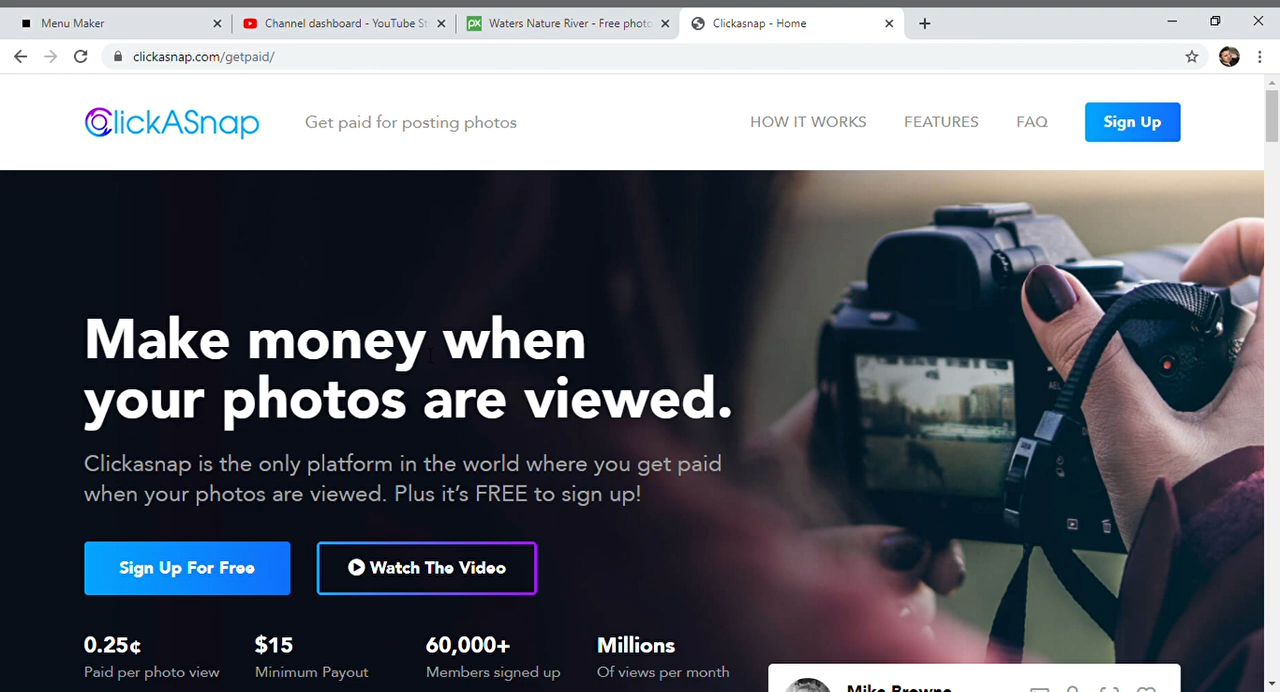 Menu Maker
Channel dashboard - YouTube St
Waters Nature River - Free photo
Clickasnap - Home
clickasnap.com/getpaid/
ClickASnap
Get paid for posting photos
HOW IT WORKS
FEATURES
FAQ
Sign Up
Make money when
your photos are viewed.
Clickasnap is the only platform in the world where you get paid
when your photos are viewed. Plus it's FREE to sign up!
Sign Up For Free
Watch The Video
0.25¢
$15
60,000+
Millions
Paid per photo view
Minimum Payout
Members signed up
Of views per month
Mike Browne